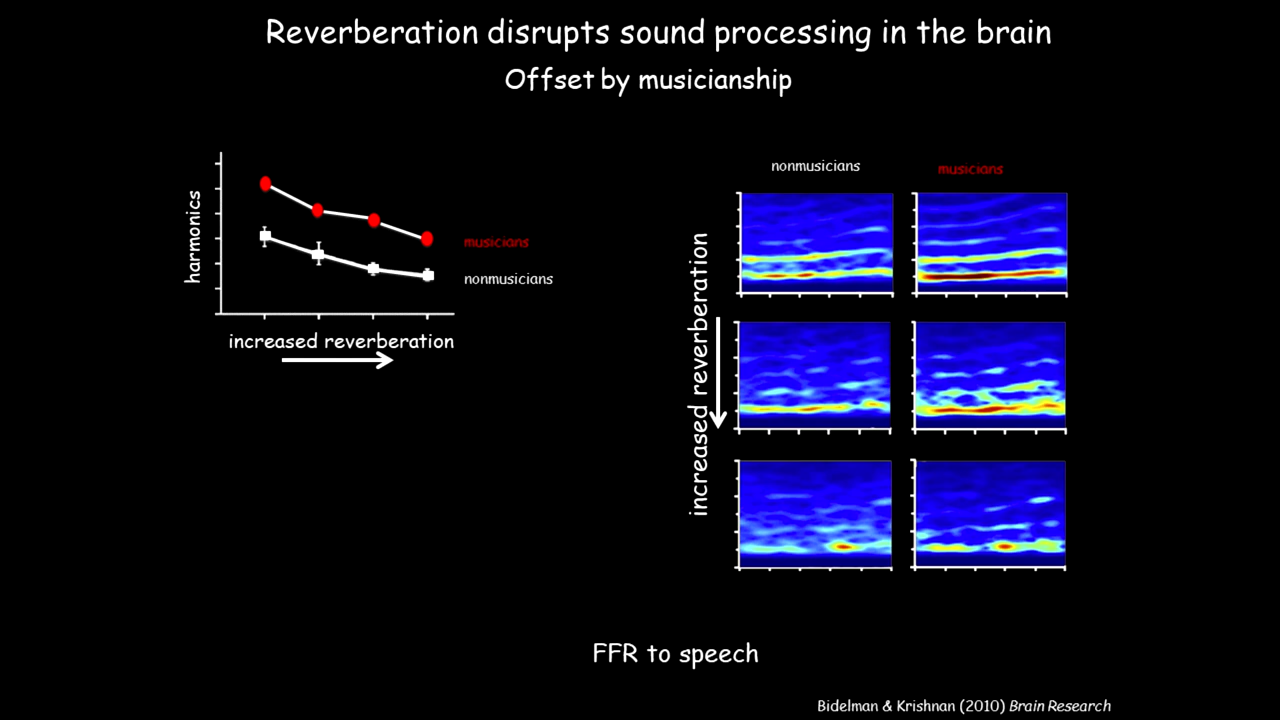 Reverberation disrupts sound processing in the brain
Offset by musicianship
harmonics
musicians
nonmusicians
increased reverberation
nonmusicians
musicians
increased reverberation
FFR to speech
Bidelman & Krishnan (2010) Brain Research